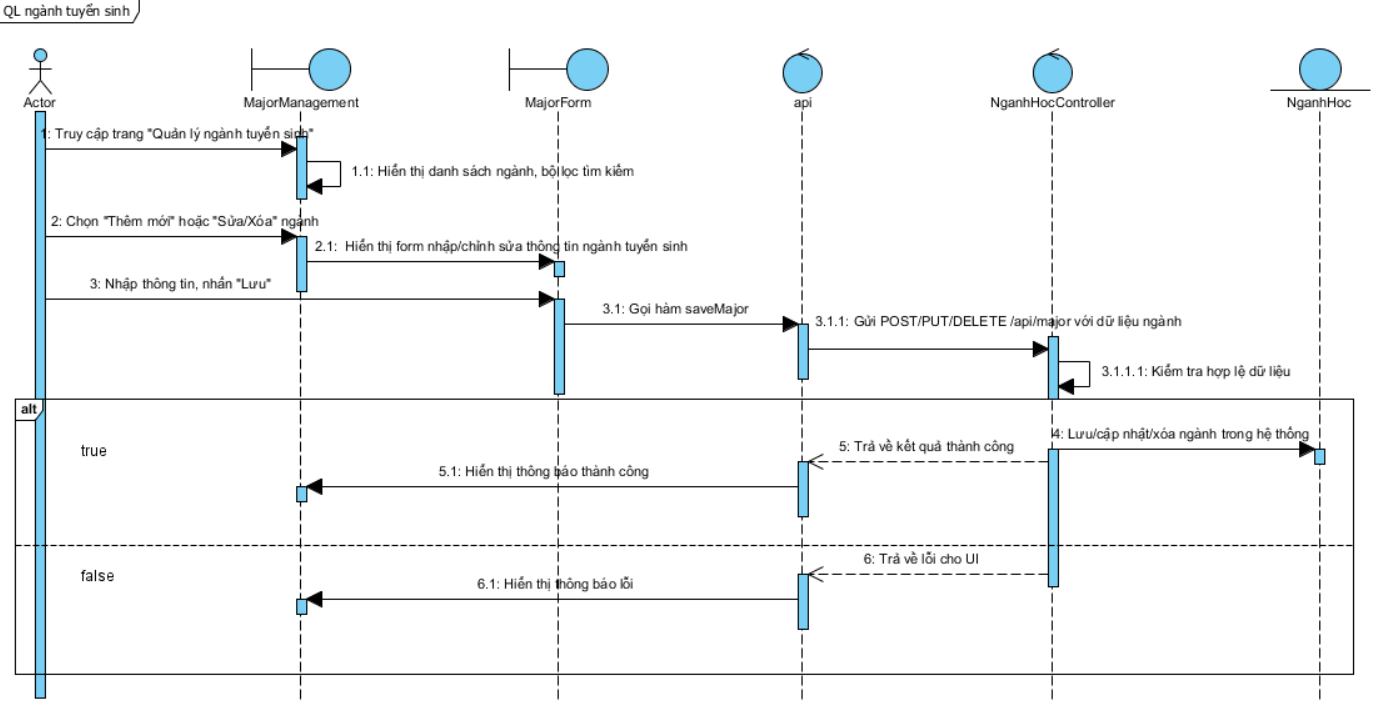 QL ngành tuyển sinh
Actor
MajorManagement
MajorForm
api
NganhHocController
NganhHoc
1: Truy cập trang "Quản lý ngành tuyển sinh"
1.1: Hiển thị danh sách ngành, bội lọc tìm kiếm
2: Chọn "Thêm mới" hoặc "Sửa/Xóa" ngành
2.1: Hiển thị form nhập/chỉnh sửa thông tin ngành tuyển sinh
3: Nhập thông tin, nhấn "Lưu"
3.1: Gọi hàm saveMajor
3.1.1: Gửi POST/PUT/DELETE /api/major với dữ liệu ngành
3.1.1.1: Kiểm tra hợp lệ dữ liệu
alt
true
4: Lưu/cập nhật/xóa ngành trong hệ thống
5: Trả về kết quả thành công
5.1: Hiển thị thông báo thành công
false
6: Trả về lỗi cho UI
6.1: Hiển thị thông báo lỗi